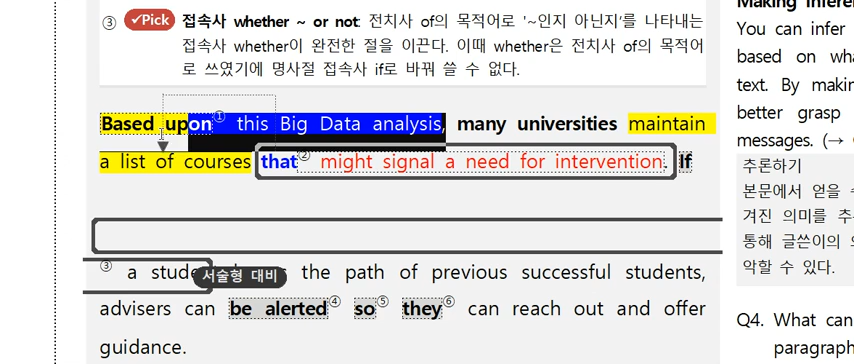 ③ ✓Pick 접속사 whether ~ or not: 전치사 of의 목적어로 '~인지 아닌지'를 나타내는
접속사 whether이 완전한 절을 이끈다. 이때 whether은 전치사 of의 목적어
로 쓰였기에 명사절 접속사 if로 바꿔 쓸 수 없다.
Based upon① this Big Data analysis, many universities maintain
a list of courses that② might signal a need for intervention. If
③ a the path of previous successful students,
서술형 대비
advisers can be alerted④ so⑤ they⑥ can reach out and offer
guidance.
You can infer
based on
text. By
better grasp
messages. (→
추론하기
본문에서 얻을
겨진 의미를
통해 글쓴이의
악할 수 있다.
Q4. What can